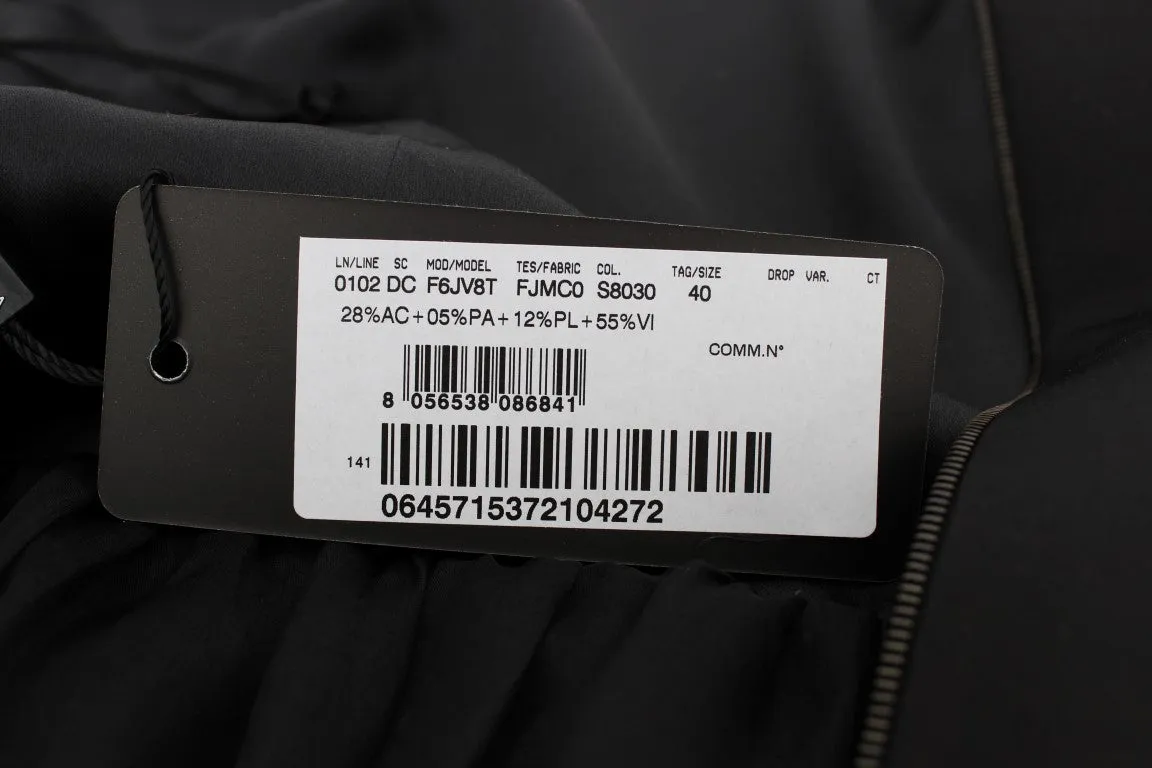 LN/LINE SC MOD/MODEL TES/FABRIC COL. TAG/SIZE DROP VAR. CT
0102 DC F6JV8T FJMC0 S8030 40
28%AC+05%PA+12%PL+55%VI
COMM.N°
8 056538 086841
141
0645715372104272